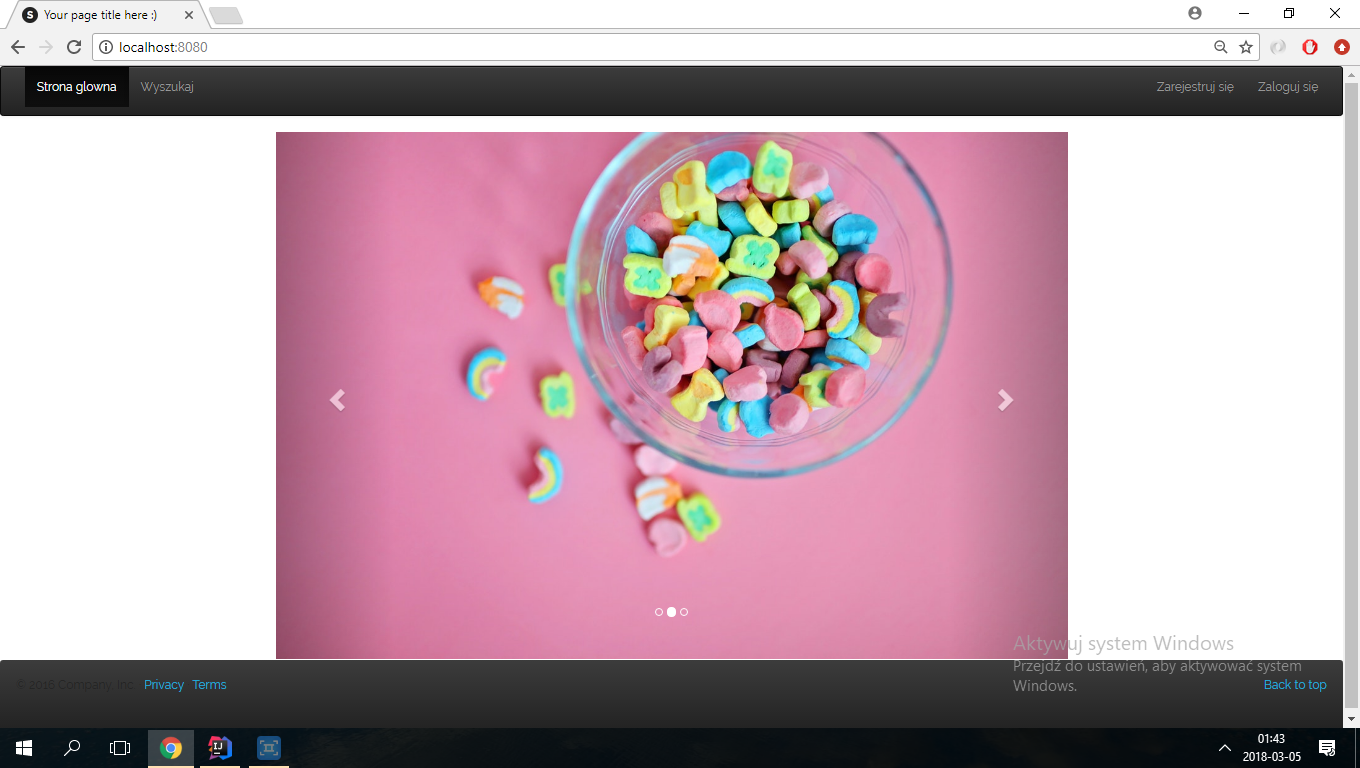 S Your page title here :)
localhost:8080
Strona glowna Wyszukaj Zarejestruj się Zaloguj się
Aktywuj system Windows
Przejdź do ustawień, aby aktywować system
Windows.
© 2016 Company, Inc. Privacy Terms Back to top
IJ
01:43
2018-03-05